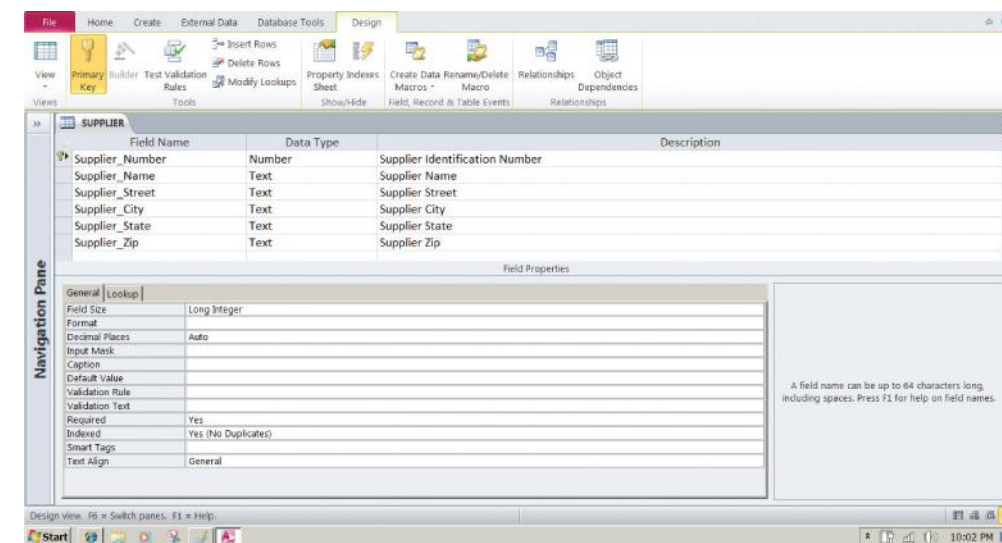 File Home Create External Data Database Tools Design
View
Primary Key
Builder
Test Validation Rules
Insert Rows
Delete Rows
Modify Lookups
Property Sheet
Indexes
Create Data Macros
Rename/Delete Macro
Relationships
Object Dependencies
Views Tools Show/Hide Field, Record & Table Events Relationships
» SUPPLIER
Field Name Data Type Description
Supplier_Number Number Supplier Identification Number
Supplier_Name Text Supplier Name
Supplier_Street Text Supplier Street
Supplier_City Text Supplier City
Supplier_State Text Supplier State
Supplier_Zip Text Supplier Zip
Navigation Pane
Field Properties
General Lookup
Field Size Long Integer
Format
Decimal Places Auto
Input Mask
Caption
Default Value
Validation Rule
Validation Text
Required Yes
Indexed Yes (No Duplicates)
Smart Tags
Text Align General
A field name can be up to 64 characters long,
including spaces. Press F1 for help on field names.
Design view. F6 = Switch panes. F1 = Help.
Start 10:02 PM